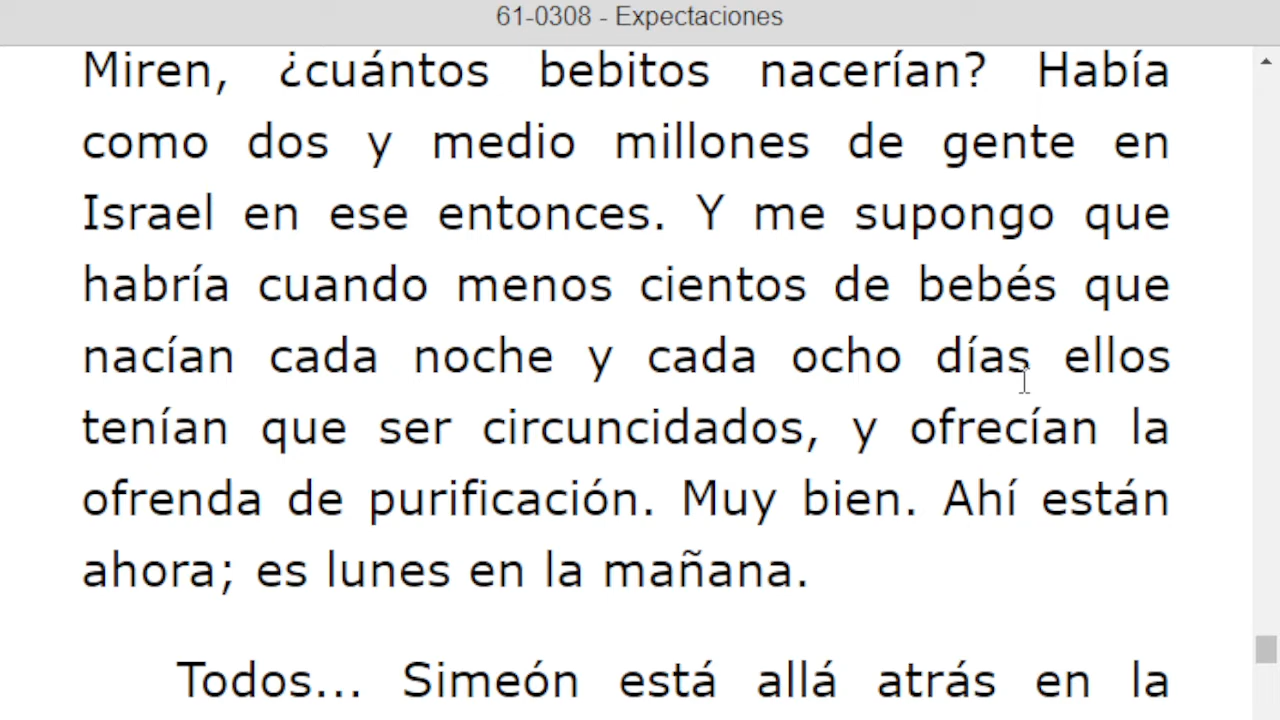 61-0308 - Expectaciones
Miren, ¿cuántos bebitos nacerían? Había
como dos y medio millones de gente en
Israel en ese entonces. Y me supongo que
habría cuando menos cientos de bebés que
nacían cada noche y cada ocho días ellos
tenían que ser circuncidados, y ofrecían la
ofrenda de purificación. Muy bien. Ahí están
ahora; es lunes en la mañana.
Todos... Simeón está allá atrás en la